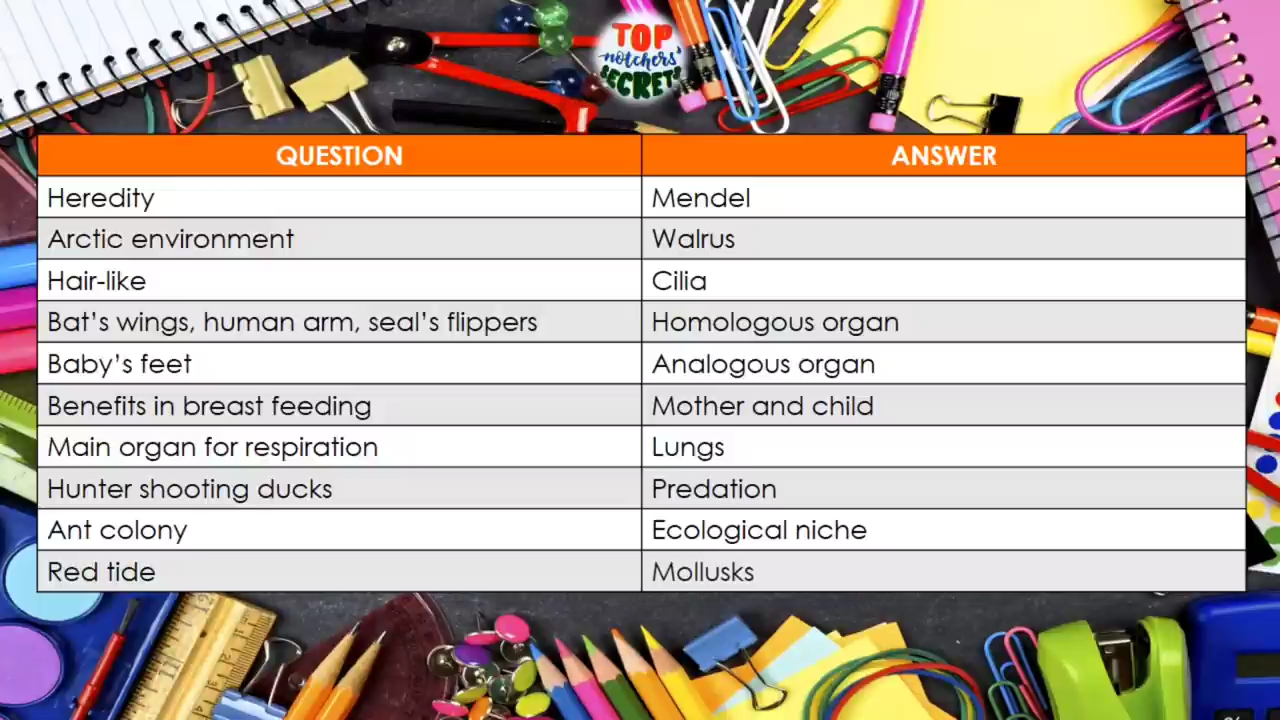 TOP
notchers'
SECRETS
QUESTION ANSWER
Heredity Mendel
Arctic environment Walrus
Hair-like Cilia
Bat's wings, human arm, seal's flippers Homologous organ
Baby's feet Analogous organ
Benefits in breast feeding Mother and child
Main organ for respiration Lungs
Hunter shooting ducks Predation
Ant colony Ecological niche
Red tide Mollusks